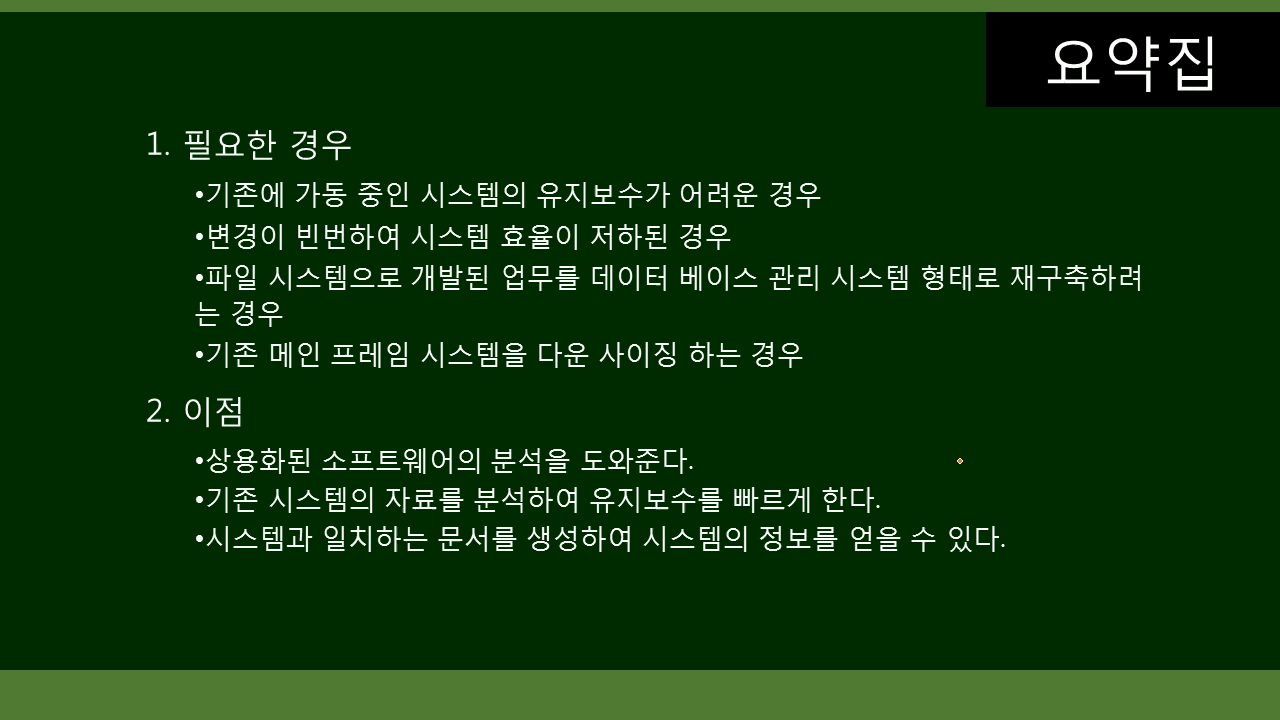 요약집
1. 필요한 경우
•기존에 가동 중인 시스템의 유지보수가 어려운 경우
•변경이 빈번하여 시스템 효율이 저하된 경우
•파일 시스템으로 개발된 업무를 데이터 베이스 관리 시스템 형태로 재구축하려
는 경우
•기존 메인 프레임 시스템을 다운 사이징 하는 경우
2. 이점
•상용화된 소프트웨어의 분석을 도와준다.
•기존 시스템의 자료를 분석하여 유지보수를 빠르게 한다.
•시스템과 일치하는 문서를 생성하여 시스템의 정보를 얻을 수 있다.